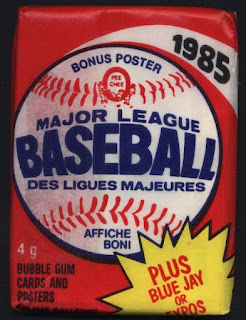 1985
BONUS POSTER
PEE
CHEE
MAJOR LEAGUE
BASEBALL
DES LIGUES MAJEURES
AFFICHE
BONI
4 g
BUBBLE GUM
CARDS AND
POSTERS
PLUS
BLUE JAY
OR
EXPOS